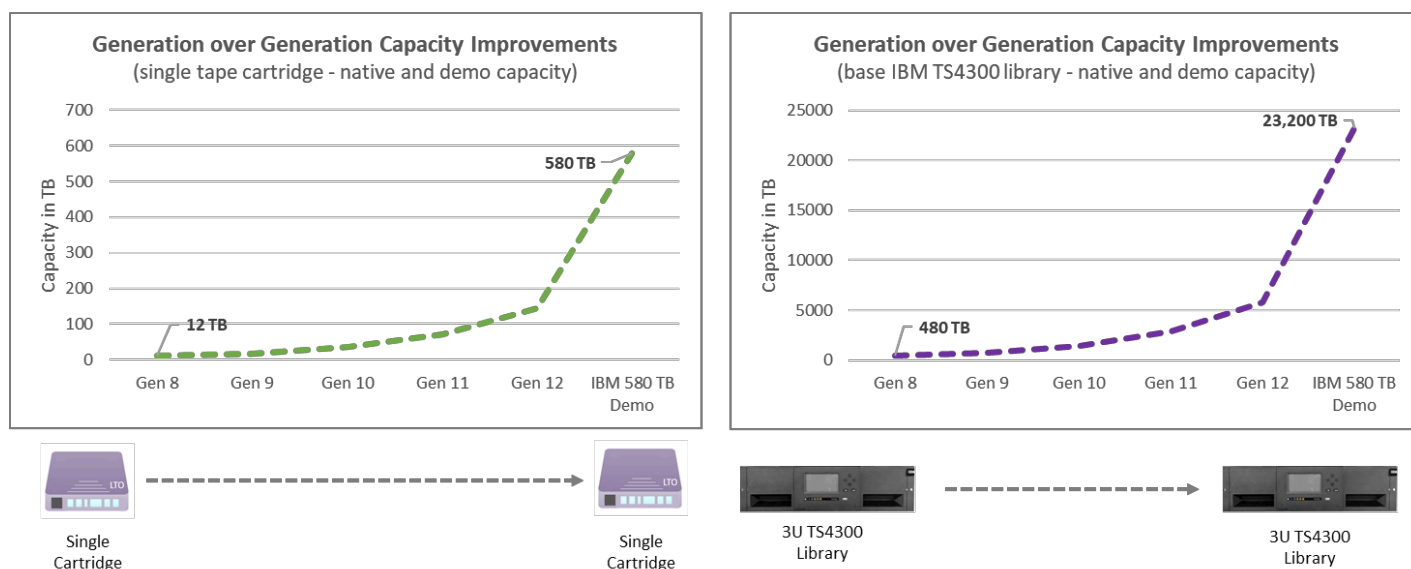 Generation over Generation Capacity Improvements
(single tape cartridge - native and demo capacity)
Capacity in TB
700
600
500
400
300
200
100
0
580 TB
12 TB
Gen 8
Gen 9
Gen 10
Gen 11
Gen 12
IBM 580 TB
Demo
Generation over Generation Capacity Improvements
(base IBM TS4300 library - native and demo capacity)
Capacity in TB
25000
20000
15000
10000
5000
0
23,200 TB
480 TB
Gen 8
Gen 9
Gen 10
Gen 11
Gen 12
IBM 580 TB
Demo
LTO
Single
Cartridge
LTO
Single
Cartridge
3U TS4300
Library
3U TS4300
Library